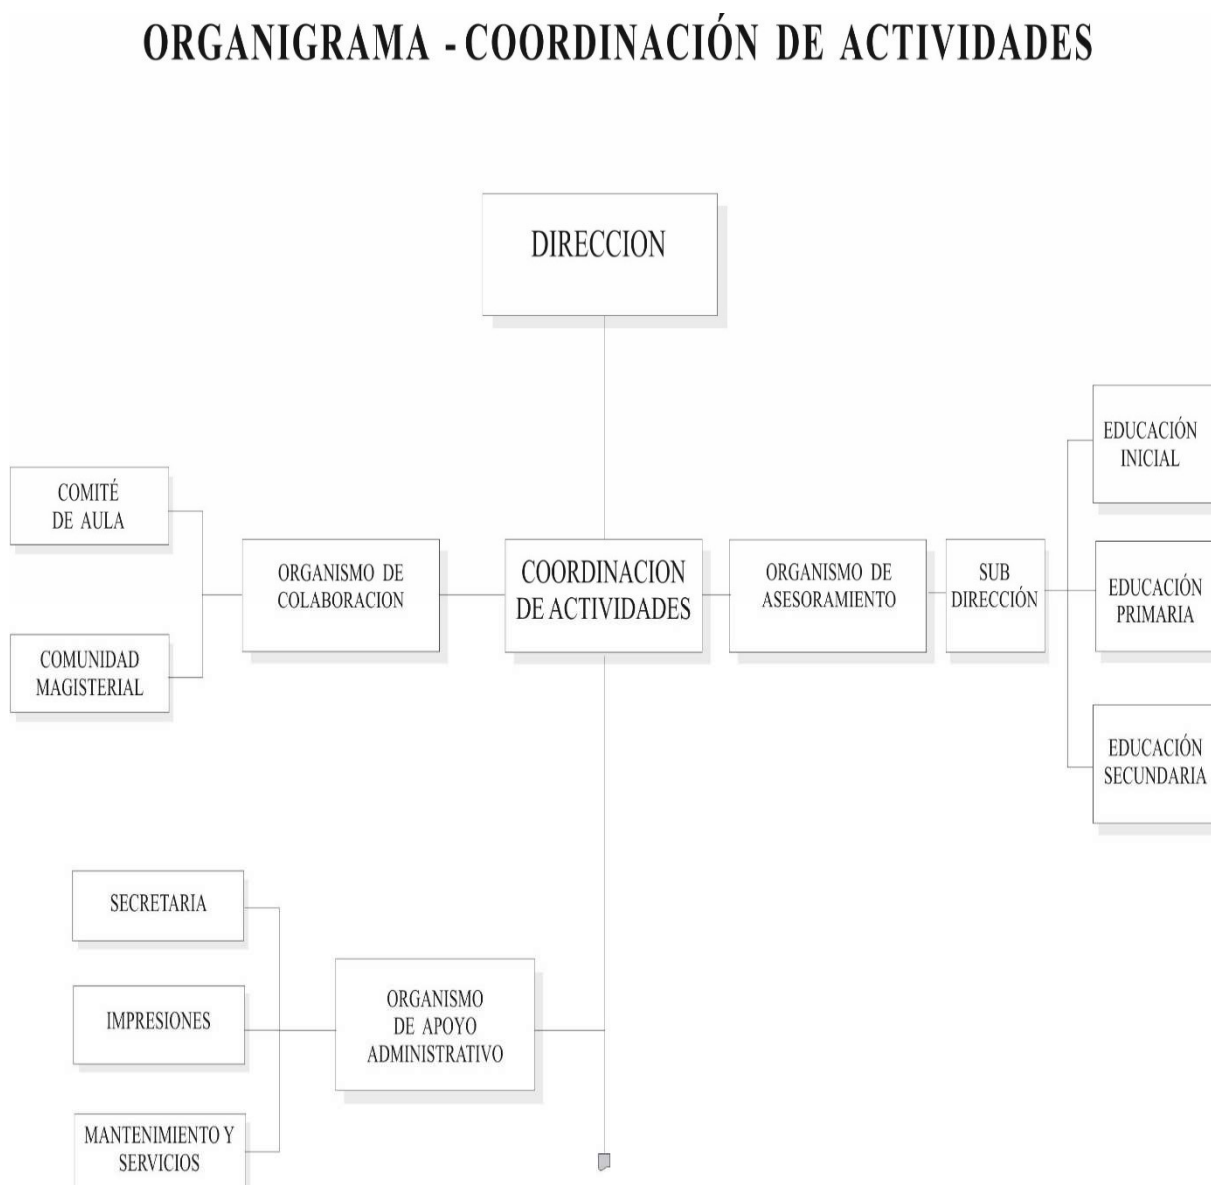 ORGANIGRAMA - COORDINACIÓN DE ACTIVIDADES
DIRECCION
EDUCACIÓN
INICIAL
COMITÉ
DE AULA
ORGANISMO DE
COLABORACION
COORDINACION
DE ACTIVIDADES
ORGANISMO DE
ASESORAMIENTO
SUB
DIRECCIÓN
EDUCACIÓN
PRIMARIA
COMUNIDAD
MAGISTERIAL
EDUCACIÓN
SECUNDARIA
SECRETARIA
IMPRESIONES
ORGANISMO
DE APOYO
ADMINISTRATIVO
MANTENIMIENTO Y
SERVICIOS